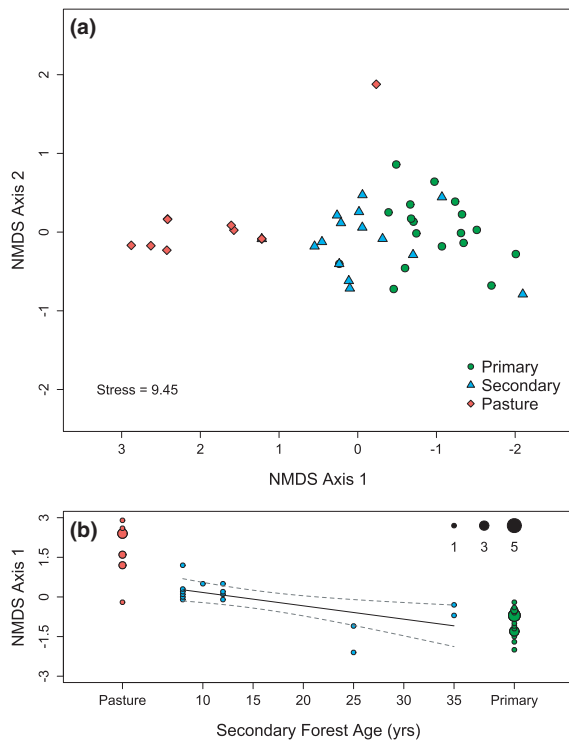 (a)
NMDS Axis 2
2
1
0
-1
-2
Stress = 9.45
Primary
Secondary
Pasture
3 2 1 0 -1 -2
NMDS Axis 1
(b)
NMDS Axis 1
3
1.5
0
-1.5
-3
1 3 5
Pasture 10 15 20 25 30 35 Primary
Secondary Forest Age (yrs)